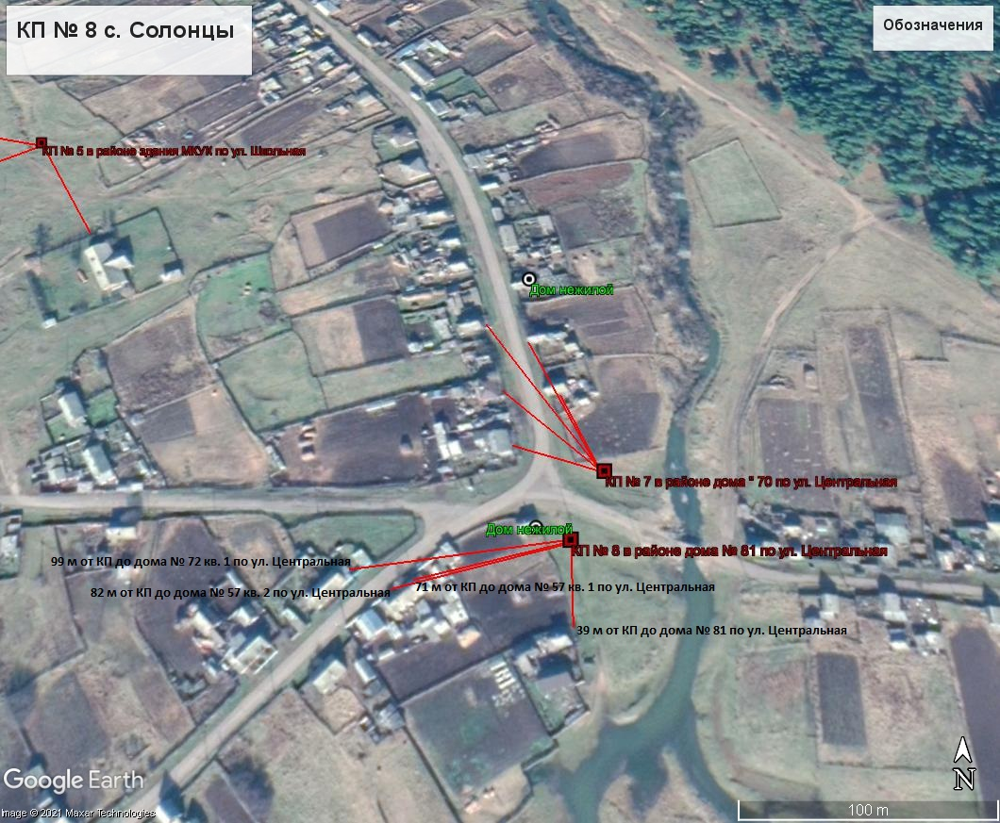 КП № 8 с. Солонцы
Обозначения
КП № 5 в районе здания МКУК по ул. Школьная
Дом нежилой
КП № 7 в районе дома " 70 по ул. Центральная
Дом нежилой
КП № 8 в районе дома № 81 по ул. Центральная
99 м от КП до дома № 72 кв. 1 по ул. Центральная
71 м от КП до дома № 57 кв. 1 по ул. Центральная
82 м от КП до дома № 57 кв. 2 по ул. Центральная
39 м от КП до дома № 81 по ул. Центральная
N
Google Earth
Image © 2021 Maxar Technologies
100 m